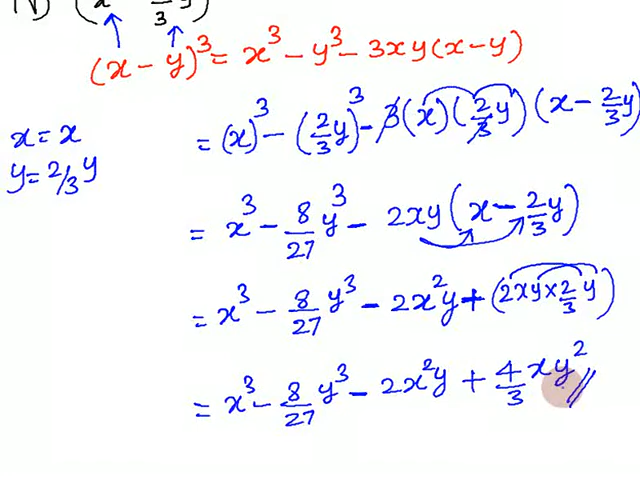 (x - y)³ = x³ - y³ - 3xy(x-y)
x = x
y = 2/3 y
= (x)³ - (2/3 y)³ - 3(x)(2/3 y)(x - 2/3 y)
= x³ - 8/27 y³ - 2xy(x - 2/3 y)
= x³ - 8/27 y³ - 2x²y + (2xy × 2/3 y)
= x³ - 8/27 y³ - 2x²y + 4/3 xy² //